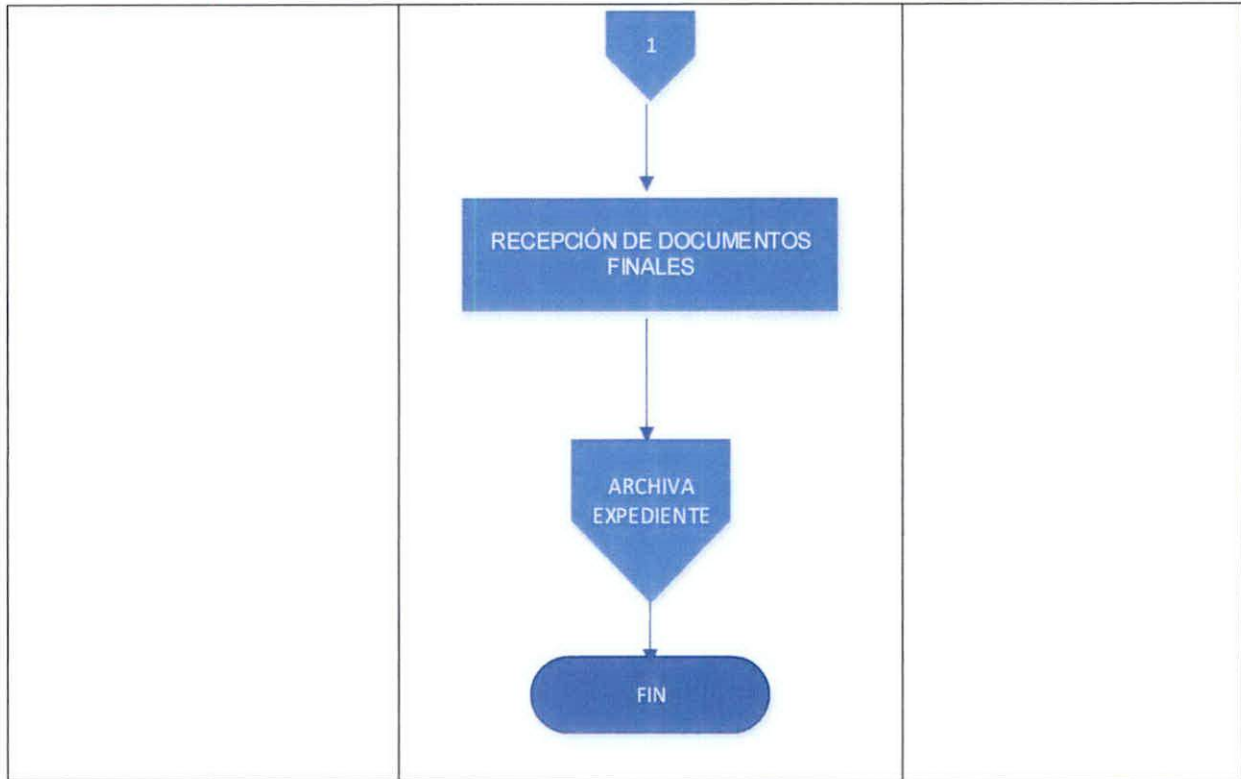 1
RECEPCIÓN DE DOCUMENTOS
FINALES
ARCHIVA
EXPEDIENTE
FIN